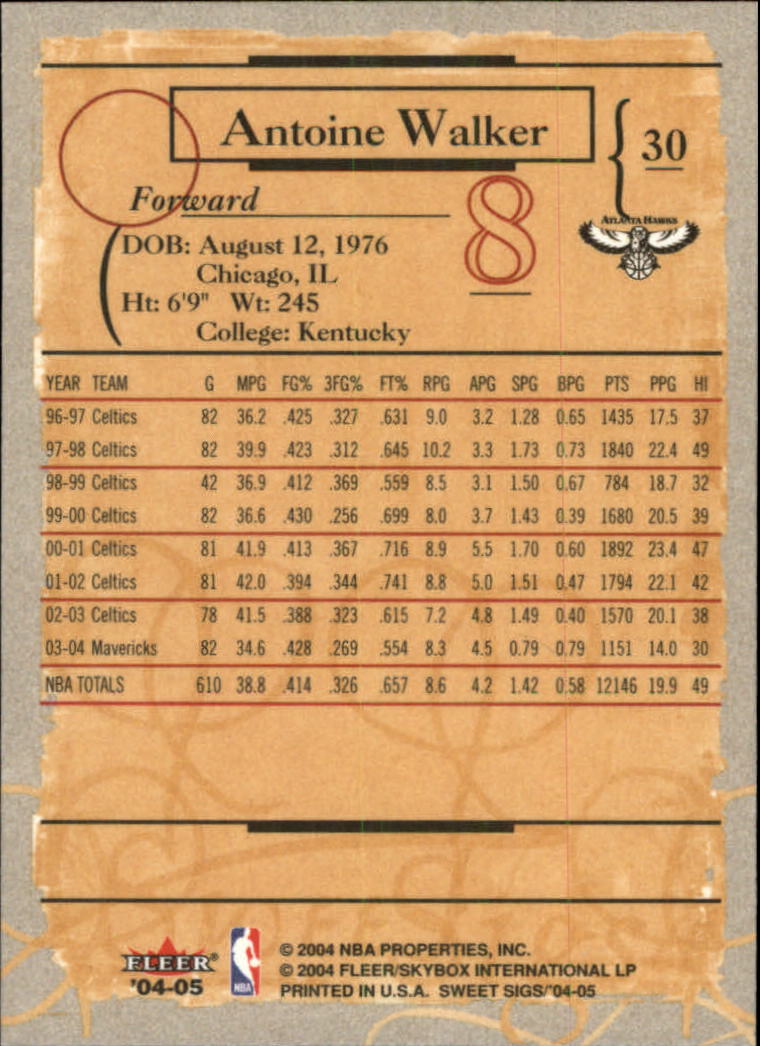 Antoine Walker
30
Forward
8
ATLANTA HAWKS
DOB: August 12, 1976
Chicago, IL
Ht: 6'9" Wt: 245
College: Kentucky
YEAR TEAM G MPG FG% 3FG% FT% RPG APG SPG BPG PTS PPG HI
96-97 Celtics 82 36.2 .425 .327 .631 9.0 3.2 1.28 0.65 1435 17.5 37
97-98 Celtics 82 39.9 .423 .312 .645 10.2 3.3 1.73 0.73 1840 22.4 49
98-99 Celtics 42 36.9 .412 .369 .559 8.5 3.1 1.50 0.67 784 18.7 32
99-00 Celtics 82 36.6 .430 .256 .699 8.0 3.7 1.43 0.39 1680 20.5 39
00-01 Celtics 81 41.9 .413 .367 .716 8.9 5.5 1.70 0.60 1892 23.4 47
01-02 Celtics 81 42.0 .394 .344 .741 8.8 5.0 1.51 0.47 1794 22.1 42
02-03 Celtics 78 41.5 .388 .323 .615 7.2 4.8 1.49 0.40 1570 20.1 38
03-04 Mavericks 82 34.6 .428 .269 .554 8.3 4.5 0.79 0.79 1151 14.0 30
NBA TOTALS 610 38.8 .414 .326 .657 8.6 4.2 1.42 0.58 12146 19.9 49
FLEER®
'04-05
NBA
© 2004 NBA PROPERTIES, INC.
© 2004 FLEER/SKYBOX INTERNATIONAL LP
PRINTED IN U.S.A. SWEET SIGS/'04-05